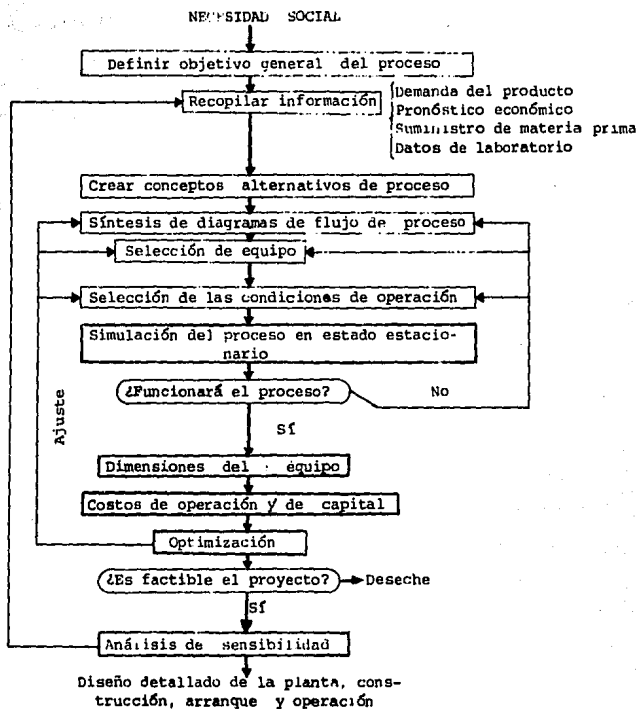 NECESIDAD SOCIAL
Definir objetivo general del proceso
Recopilar información
Demanda del producto
Pronóstico económico
Suministro de materia prima
Datos de laboratorio
Crear conceptos alternativos de proceso
Síntesis de diagramas de flujo de proceso
Selección de equipo
Selección de las condiciones de operación
Simulación del proceso en estado estacio-
nario
¿Funcionará el proceso?
No
Ajuste
Sí
Dimensiones del equipo
Costos de operación y de capital
Optimización
¿Es factible el proyecto?
Deseche
Sí
Análisis de sensibilidad
Diseño detallado de la planta, cons-
trucción, arranque y operación